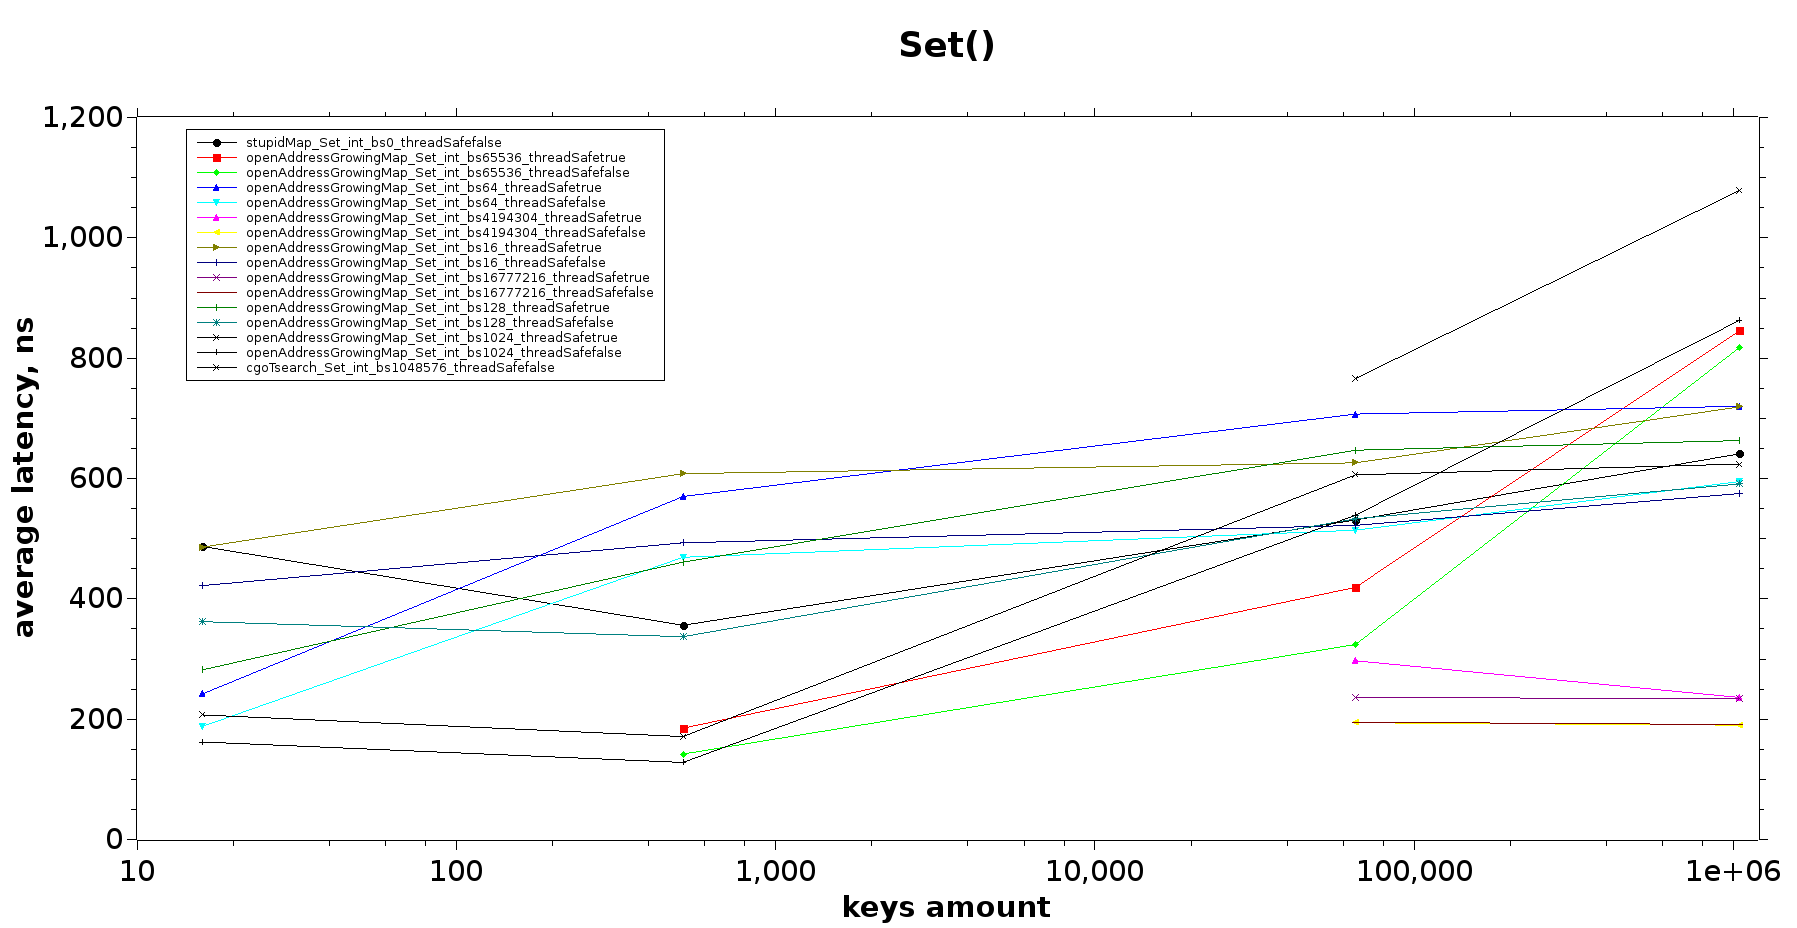 Set()
1,200
1,000
800
600
400
200
0
average latency, ns
stupidMap_Set_int_bs0_threadSafefalse
openAddressGrowingMap_Set_int_bs65536_threadSafetrue
openAddressGrowingMap_Set_int_bs65536_threadSafefalse
openAddressGrowingMap_Set_int_bs64_threadSafetrue
openAddressGrowingMap_Set_int_bs64_threadSafefalse
openAddressGrowingMap_Set_int_bs4194304_threadSafetrue
openAddressGrowingMap_Set_int_bs4194304_threadSafefalse
openAddressGrowingMap_Set_int_bs16_threadSafetrue
openAddressGrowingMap_Set_int_bs16_threadSafefalse
openAddressGrowingMap_Set_int_bs16777216_threadSafetrue
openAddressGrowingMap_Set_int_bs16777216_threadSafefalse
openAddressGrowingMap_Set_int_bs128_threadSafetrue
openAddressGrowingMap_Set_int_bs128_threadSafefalse
openAddressGrowingMap_Set_int_bs1024_threadSafetrue
openAddressGrowingMap_Set_int_bs1024_threadSafefalse
cgoTsearch_Set_int_bs1048576_threadSafefalse
10 100 1,000 10,000 100,000 1e+06
keys amount